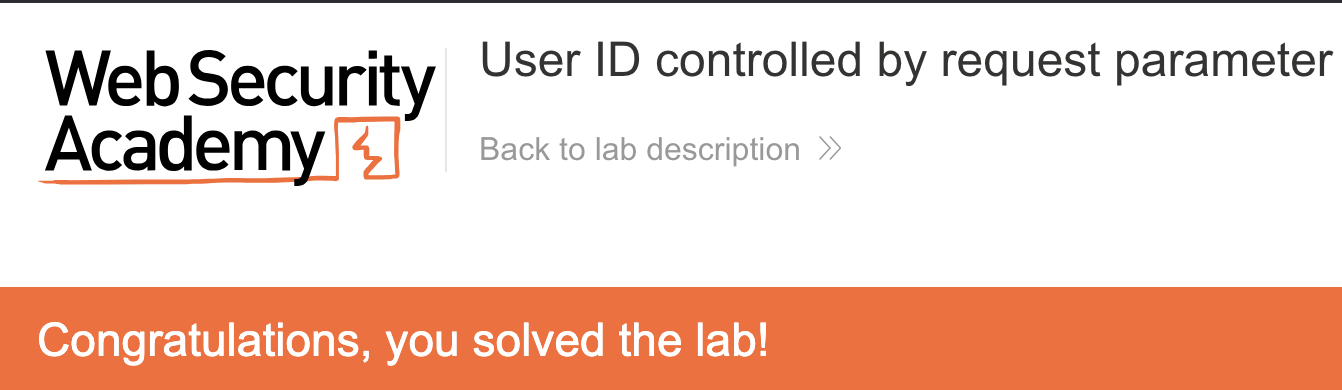 Web Security
Academy
User ID controlled by request parameter
Back to lab description
Congratulations, you solved the lab!